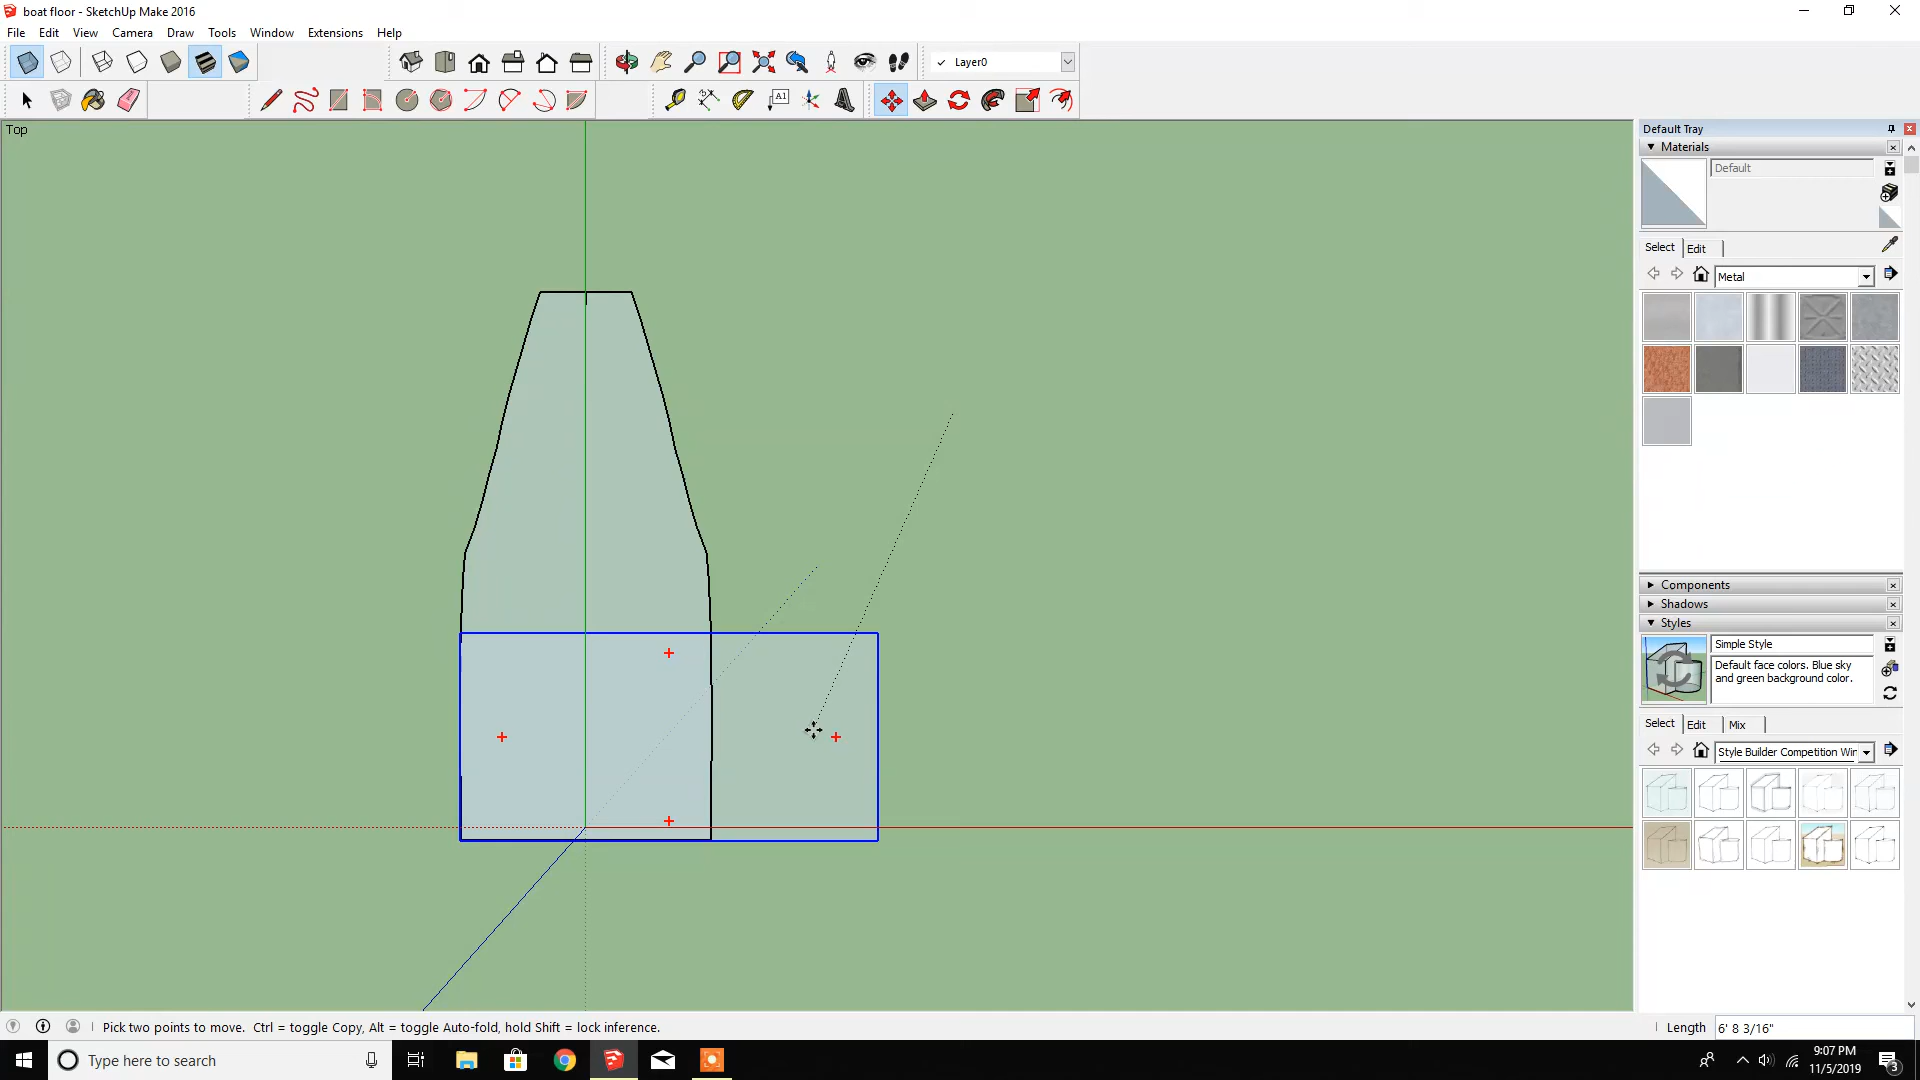 boat floor - SketchUp Make 2016
File Edit View Camera Draw Tools Window Extensions Help
Layer0
A1
Top
Default Tray
Materials
Default
Select Edit
Metal
Components
Shadows
Styles
Simple Style
Default face colors. Blue sky
and green background color.
Select Edit Mix
Style Builder Competition Win
Pick two points to move. Ctrl = toggle Copy, Alt = toggle Auto-fold, hold Shift = lock inference.
Length 6' 8 3/16"
Type here to search
9:07 PM
11/5/2019
3